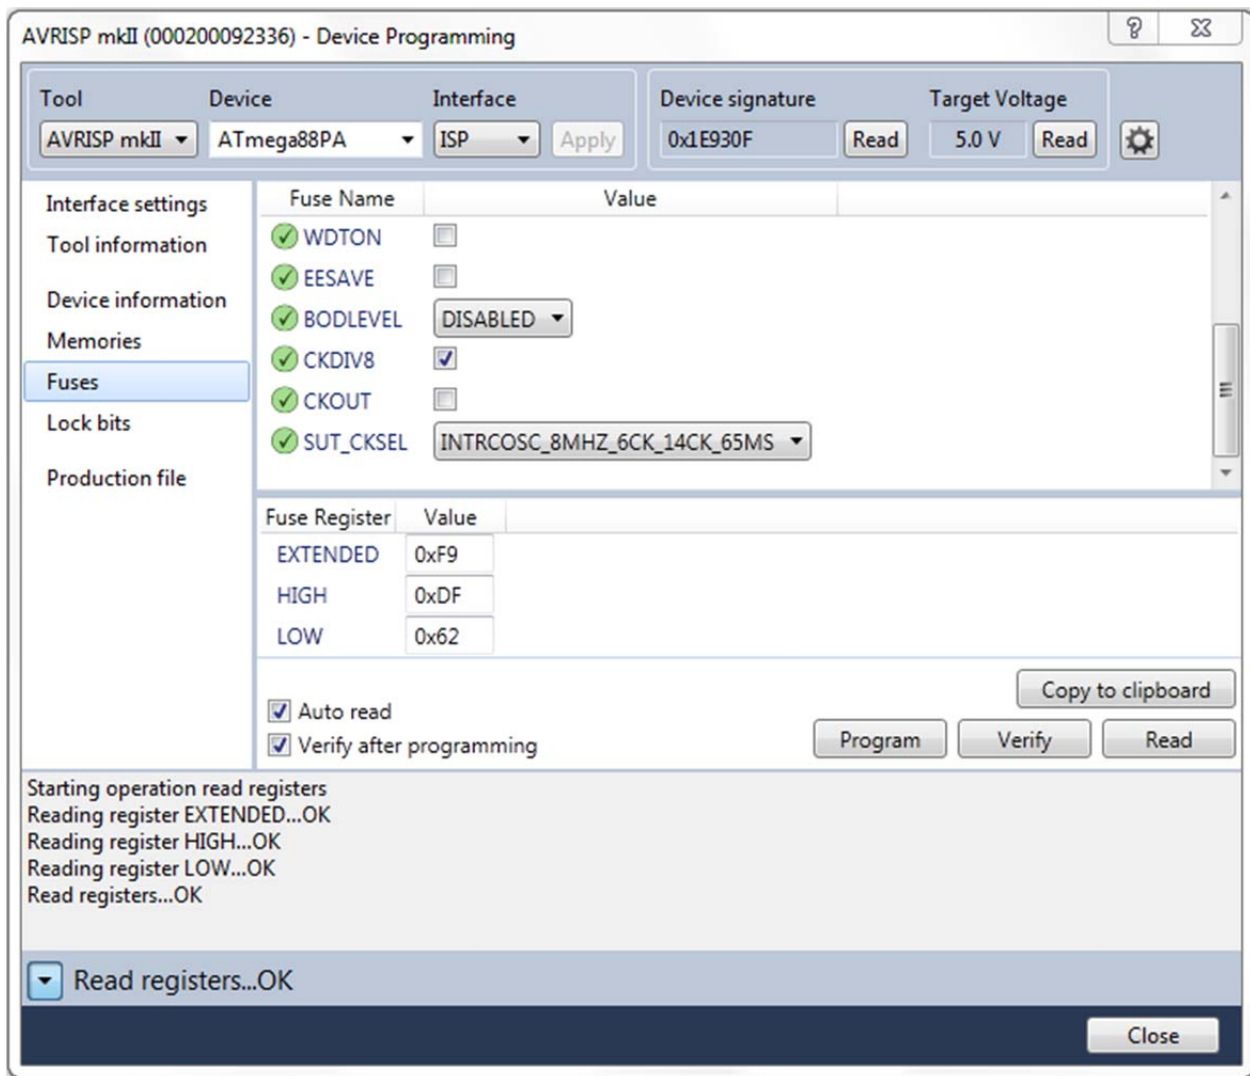 AVRISP mkII (000200092336) - Device Programming
Tool Device Interface Device signature Target Voltage
AVRISP mkII ATmega88PA ISP Apply 0x1E930F Read 5.0 V Read
Interface settings
Tool information
Device information
Memories
Fuses
Lock bits
Production file
Fuse Name Value
WDTON
EESAVE
BODLEVEL DISABLED
CKDIV8
CKOUT
SUT_CKSEL INTRCOSC_8MHZ_6CK_14CK_65MS
Fuse Register Value
EXTENDED 0xF9
HIGH 0xDF
LOW 0x62
Copy to clipboard
Auto read
Verify after programming
Program Verify Read
Starting operation read registers
Reading register EXTENDED...OK
Reading register HIGH...OK
Reading register LOW...OK
Read registers...OK
Read registers...OK
Close